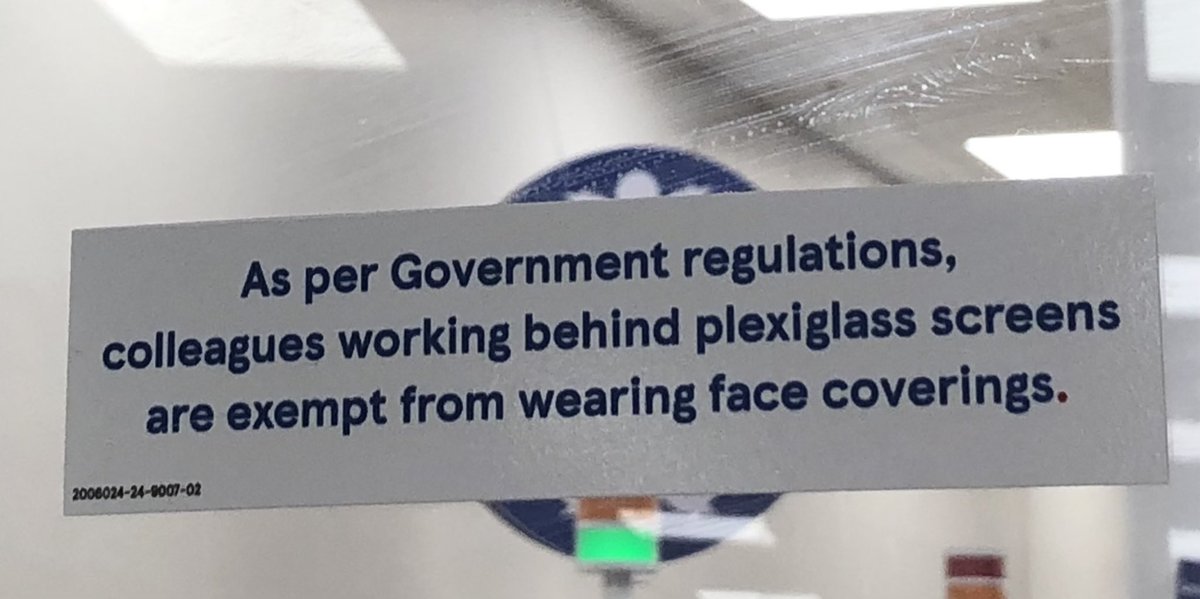 As per Government regulations,
colleagues working behind plexiglass screens
are exempt from wearing face coverings.
2006024-24-9007-02